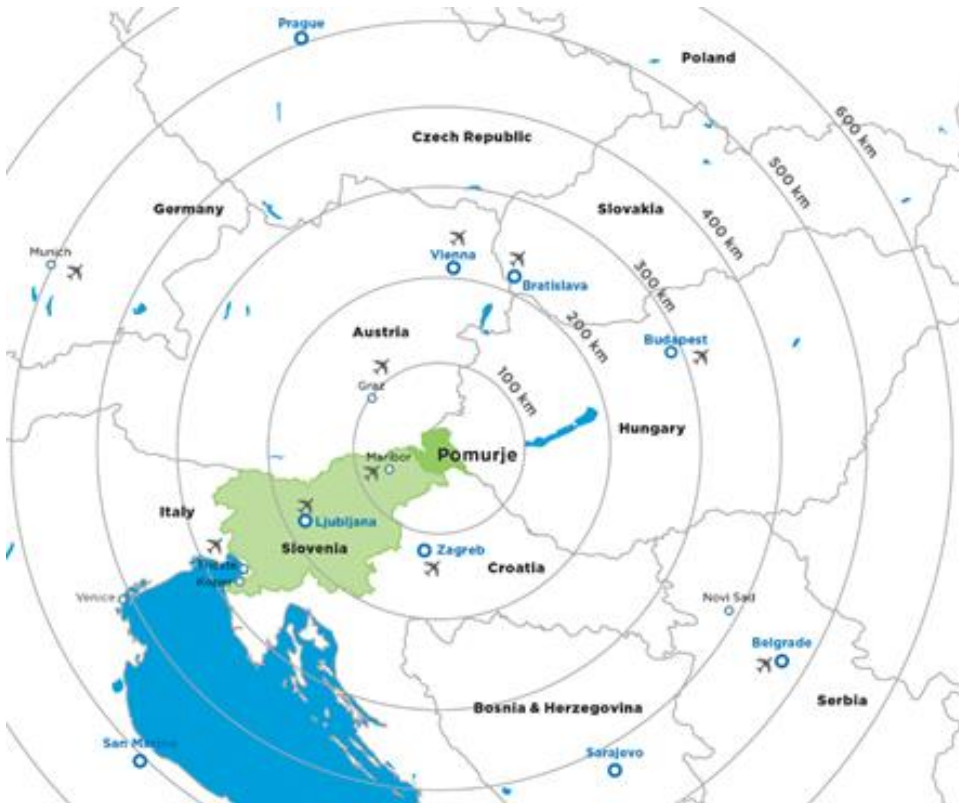 Prague
Poland
600 km
Czech Republic
500 km
Germany
Slovakia
400 km
Munich
Vienna
300 km
Bratislava
200 km
Austria
Budapest
100 km
Graz
Hungary
Pomurje
Maribor
Italy
Ljubljana
Slovenia
Zagreb
Croatia
Trieste
Koper
Venice
Novi Sad
Belgrade
Serbia
Bosnia & Herzegovina
San Marino
Sarajevo